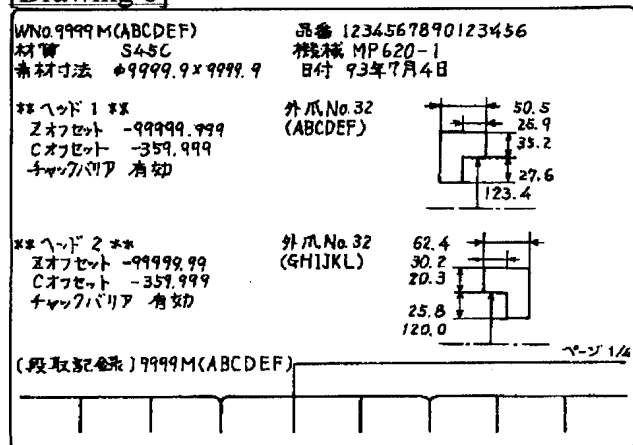 WNo.9999M(ABCDEF) 品番 1234567890123456
材質 S45C 機械 MP620-1
素材寸法 φ9999.9×9999.9 日付 93年7月4日
** ヘッド 1 ** 外爪No.32
Zオフセット -99999.999 (ABCDEF)
Cオフセット -359.999
チャックバリア 有効
50.5
26.9
35.2
27.6
123.4
** ヘッド 2 ** 外爪No.32
Zオフセット -99999.99 (GHIJKL)
Cオフセット -359.999
チャックバリア 有効
62.4
30.2
20.3
25.8
120.0
(段取記録)9999M(ABCDEF)
ページ 1/4